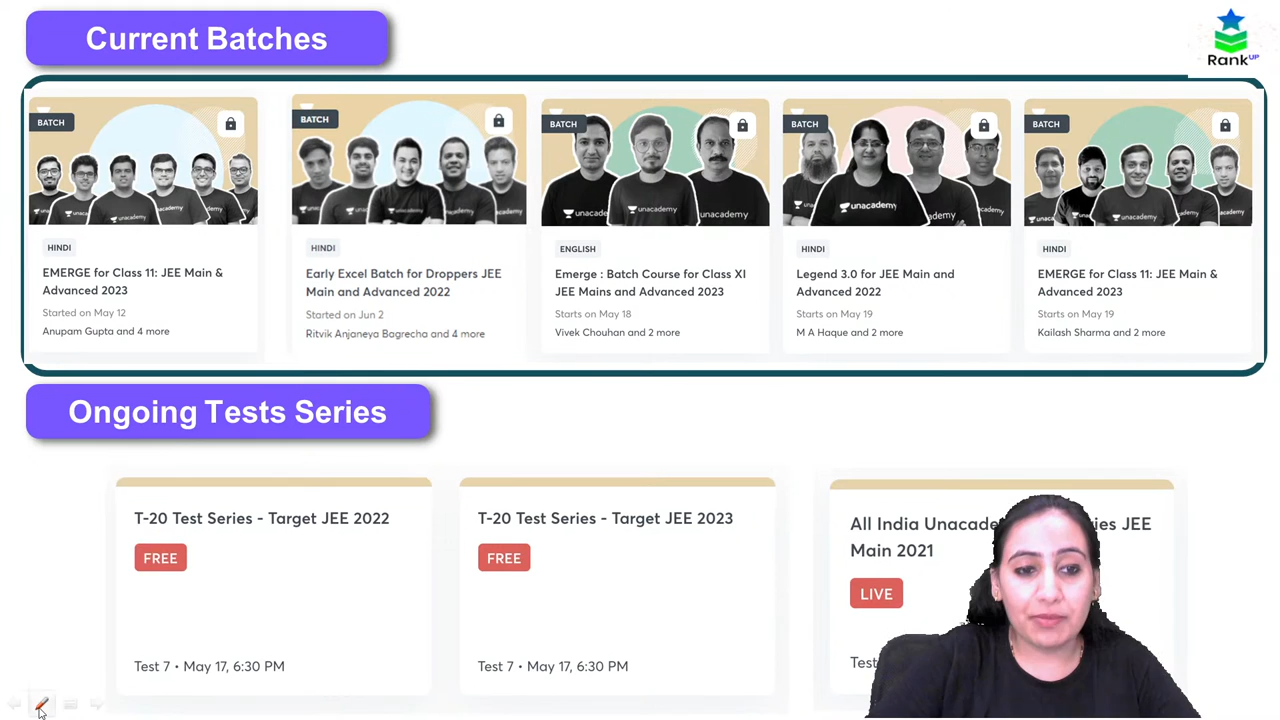 Current Batches
Rank UP
BATCH
BATCH
BATCH
BATCH
BATCH
unacademy
unacademy
unacademy
unacademy
unacademy
HINDI
EMERGE for Class 11: JEE Main &
Advanced 2023
Started on May 12
Anupam Gupta and 4 more
HINDI
Early Excel Batch for Droppers JEE
Main and Advanced 2022
Started on Jun 2
Ritvik Anjaneya Bagrecha and 4 more
ENGLISH
Emerge : Batch Course for Class XI
JEE Mains and Advanced 2023
Starts on May 18
Vivek Chouhan and 2 more
HINDI
Legend 3.0 for JEE Main and
Advanced 2022
Starts on May 19
M A Haque and 2 more
HINDI
EMERGE for Class 11: JEE Main &
Advanced 2023
Starts on May 19
Kailash Sharma and 2 more
Ongoing Tests Series
T-20 Test Series - Target JEE 2022
FREE
Test 7 • May 17, 6:30 PM
T-20 Test Series - Target JEE 2023
FREE
Test 7 • May 17, 6:30 PM
All India JEE
Main 2021
LIVE